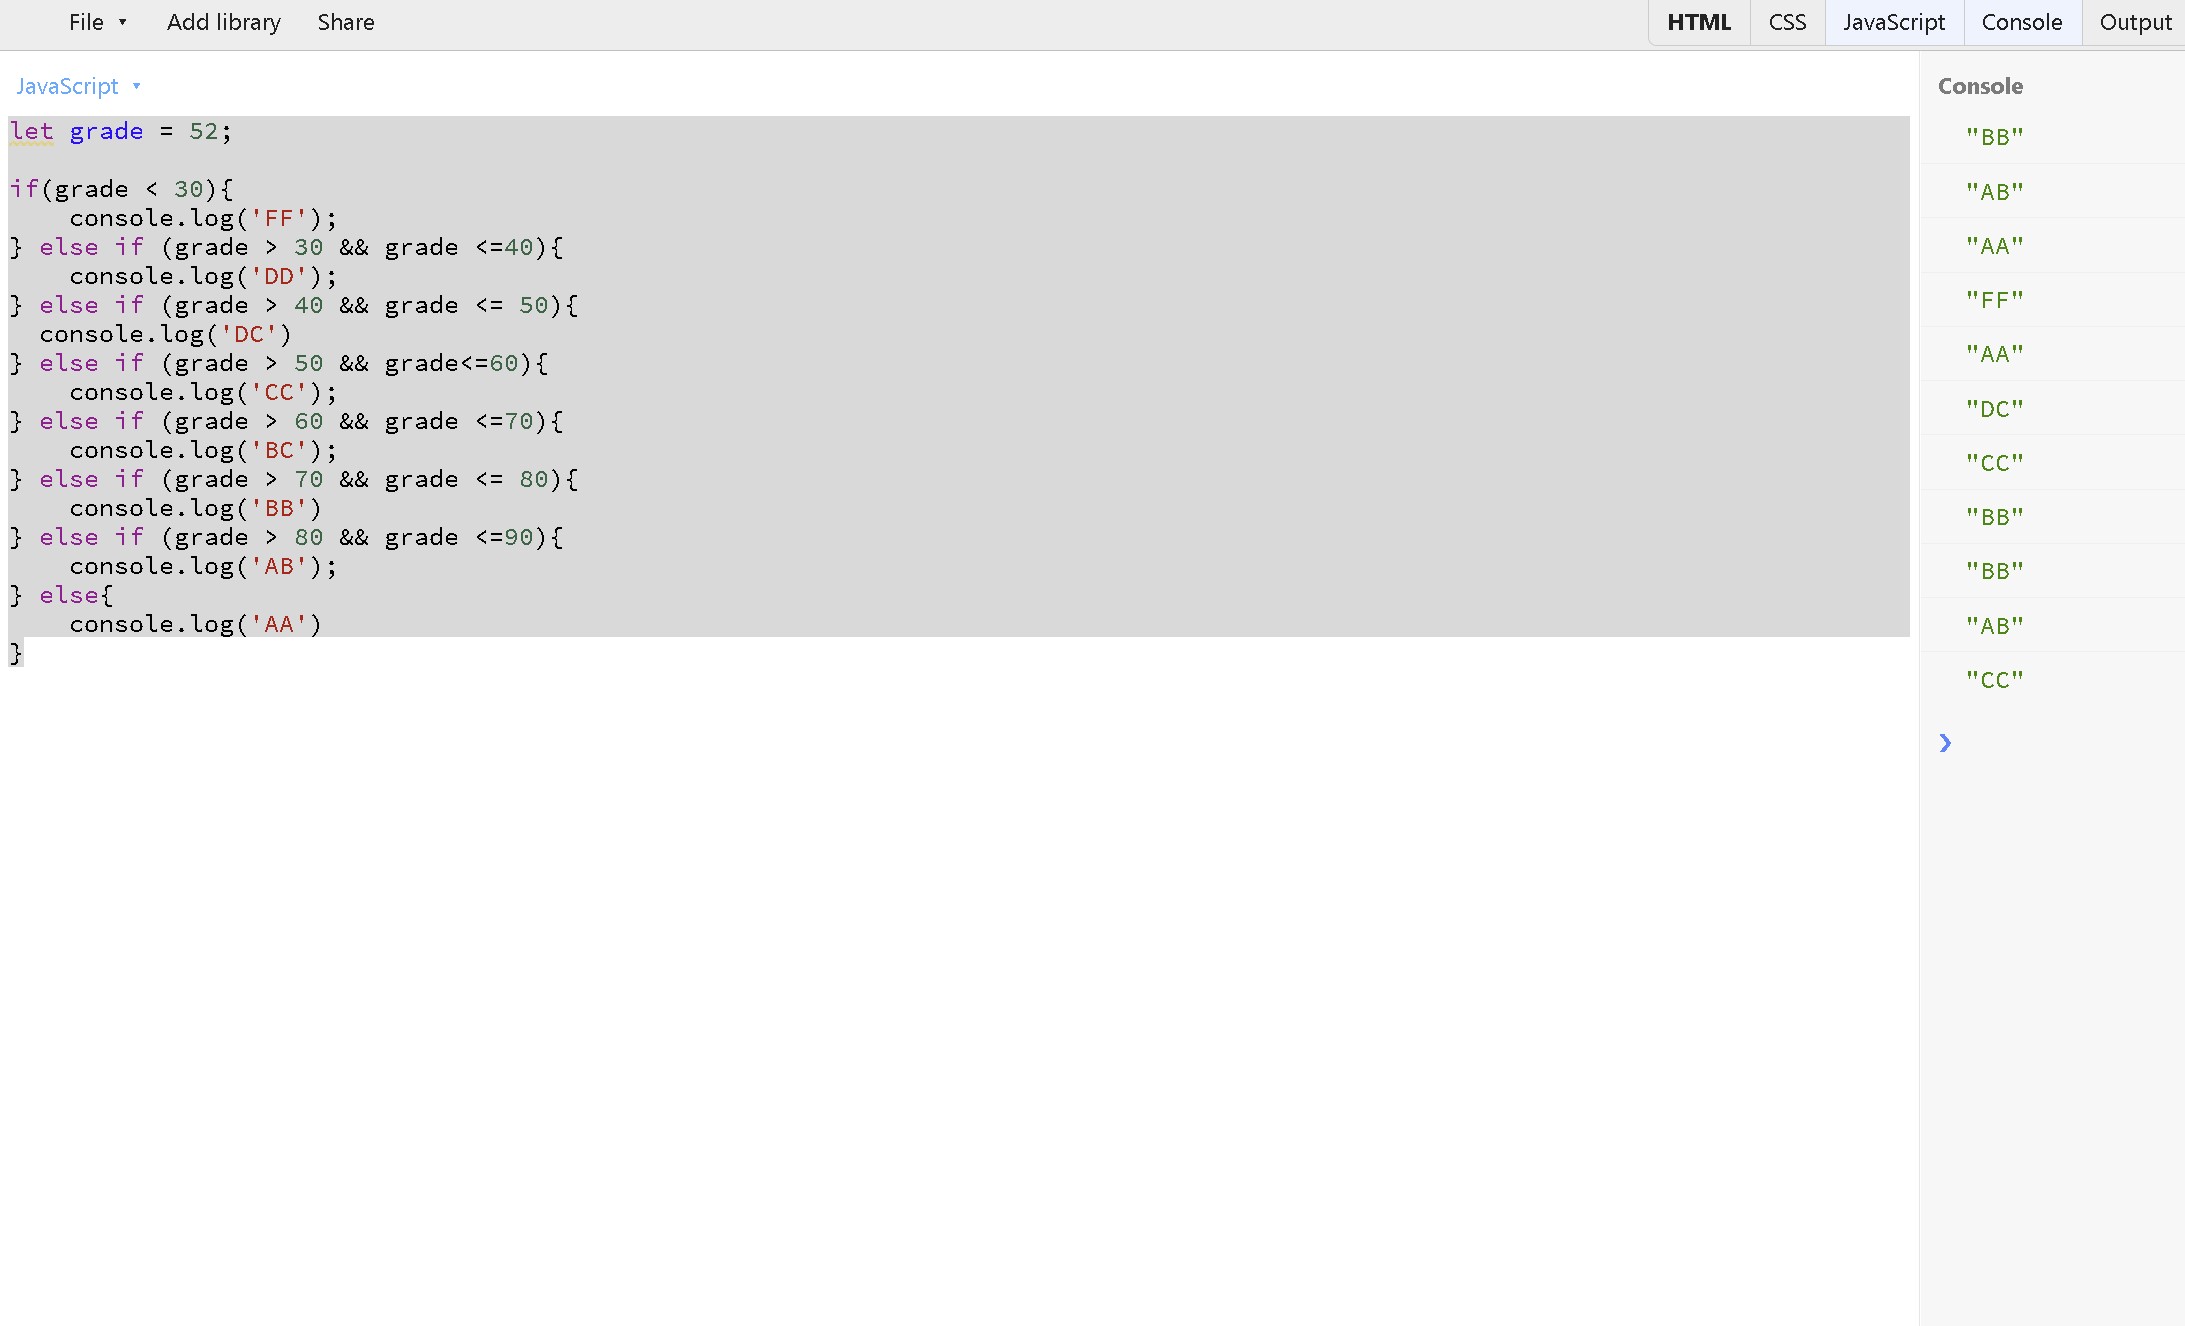 File ▾ Add library Share HTML CSS JavaScript Console Output
JavaScript ▾
let grade = 52;
if(grade < 30){
    console.log('FF');
} else if (grade > 30 && grade <=40){
    console.log('DD');
} else if (grade > 40 && grade <= 50){
  console.log('DC')
} else if (grade > 50 && grade<=60){
    console.log('CC');
} else if (grade > 60 && grade <=70){
    console.log('BC');
} else if (grade > 70 && grade <= 80){
    console.log('BB')
} else if (grade > 80 && grade <=90){
    console.log('AB');
} else{
    console.log('AA')
}
Console
"BB"
"AB"
"AA"
"FF"
"AA"
"DC"
"CC"
"BB"
"BB"
"AB"
"CC"
❯